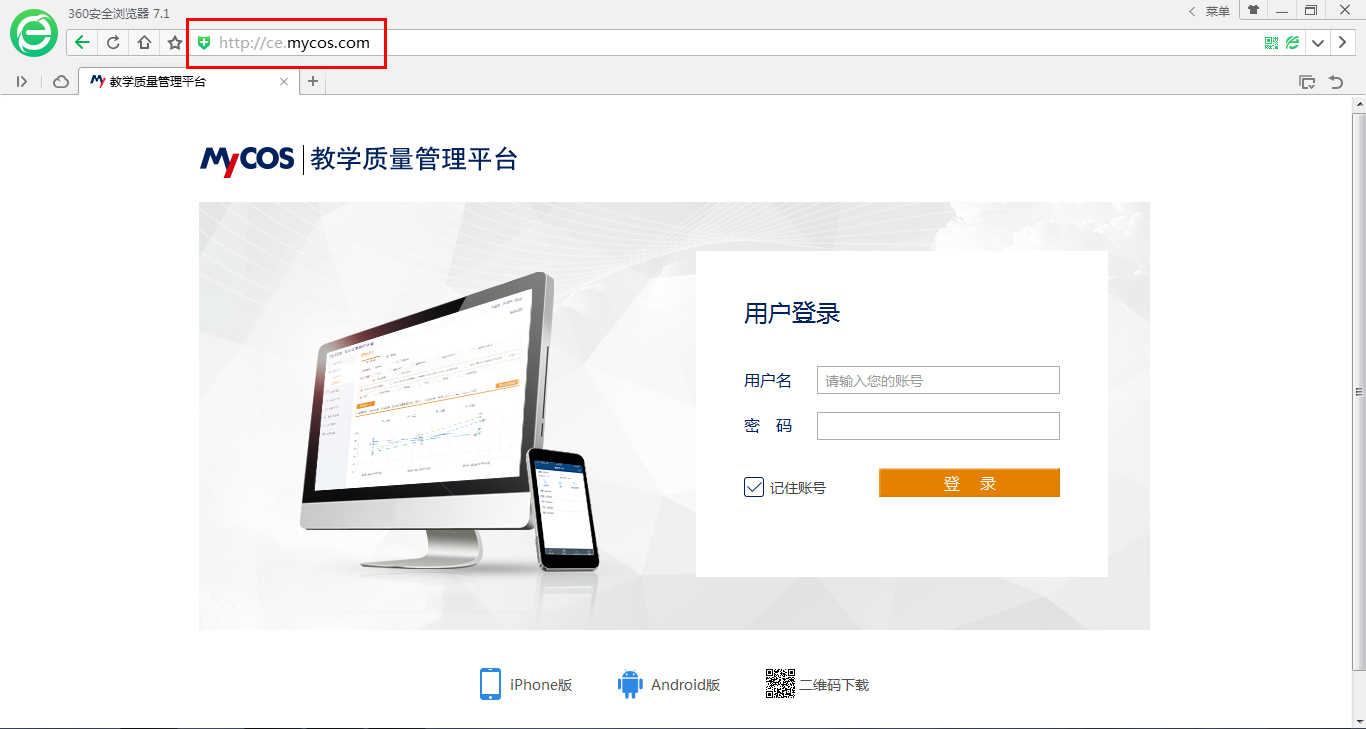 360安全浏览器 7.1
菜单
http://ce.mycos.com
My 教学质量管理平台
MyCOS 教学质量管理平台
用户登录
用户名 请输入您的账号
密 码
记住账号 登 录
iPhone版 Android版 二维码下载